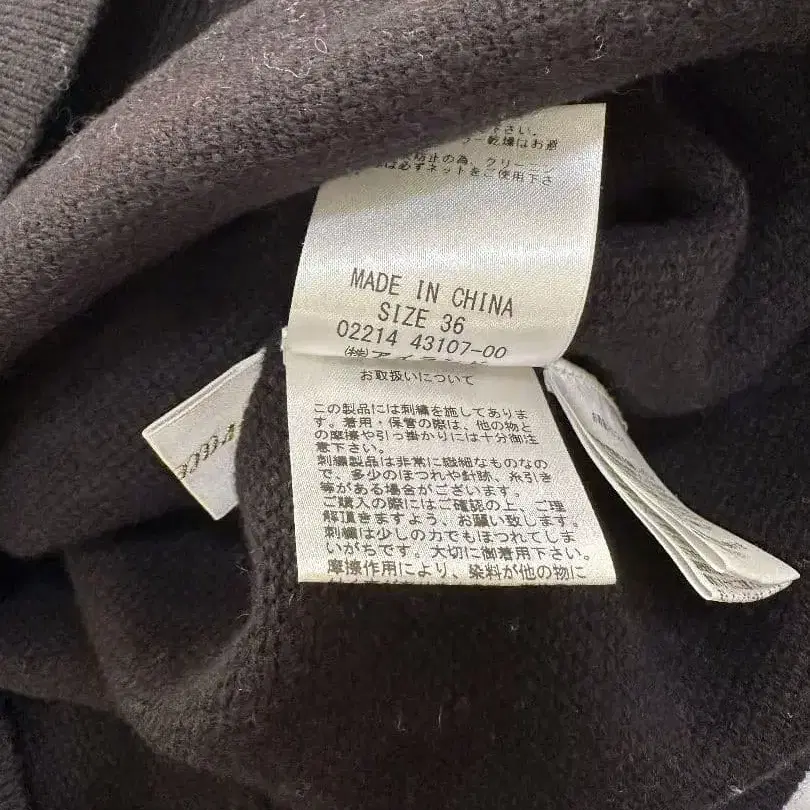 さい。
ー乾燥はお避
防止の為、クリーニン
は必ずネットをご使用下さ
MADE IN CHINA
SIZE 36
02214 43107-00
(株)アイランド
お取扱いについて
この製品には刺繍を施してありま
す。着用・保管の際は、他の物と
の摩擦や引っ掛かりには十分御注
意下さい。
刺繍製品は非常に繊細なものなの
で、多少のほつれや針跡、糸引き
等がある場合がございます。
ご購入の際にはご確認の上、ご理
解頂きますよう、お願い致します。
刺繍は少しの力でもほつれてしま
いがちです。大切に御着用下さい。
摩擦作用により、染料が他の物に